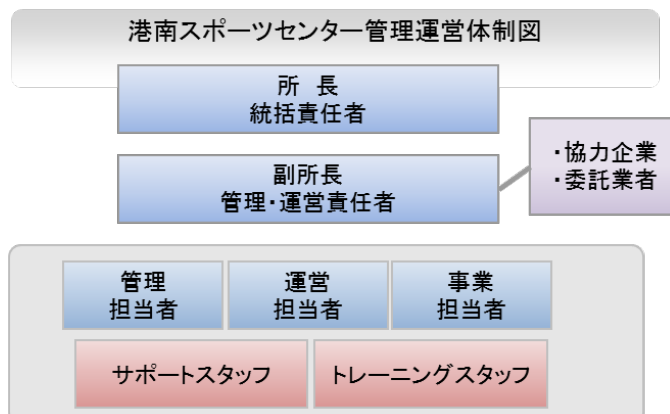 港南スポーツセンター管理運営体制図
所 長
統括責任者
副所長
管理・運営責任者
・協力企業
・委託業者
管理
担当者
運営
担当者
事業
担当者
サポートスタッフ
トレーニングスタッフ